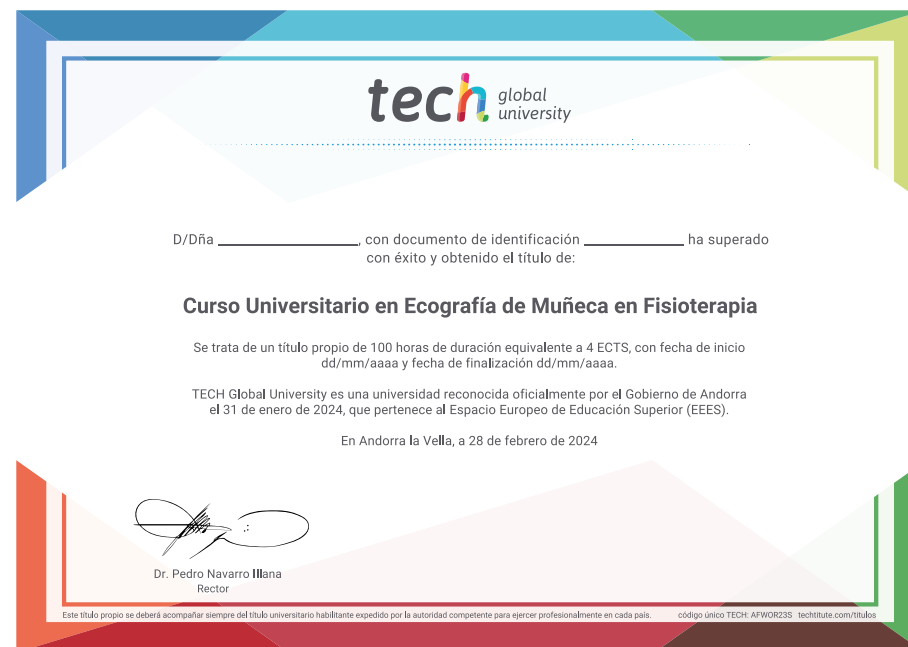 tech global university
D/Dña ______________, con documento de identificación __________ ha superado
con éxito y obtenido el título de:
Curso Universitario en Ecografía de Muñeca en Fisioterapia
Se trata de un título propio de 100 horas de duración equivalente a 4 ECTS, con fecha de inicio
dd/mm/aaaa y fecha de finalización dd/mm/aaaa.
TECH Global University es una universidad reconocida oficialmente por el Gobierno de Andorra
el 31 de enero de 2024, que pertenece al Espacio Europeo de Educación Superior (EEES).
En Andorra la Vella, a 28 de febrero de 2024
Dr. Pedro Navarro Illana
Rector
Este título propio se deberá acompañar siempre del título universitario habilitante expedido por la autoridad competente para ejercer profesionalmente en cada país. código único TECH: AFWOR23S techtitute.com/titulos